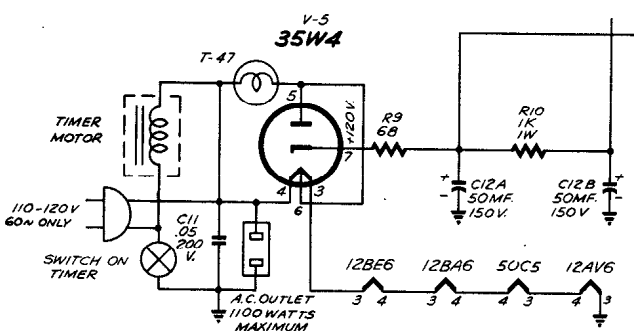 V-5
35W4
T-47
5
TIMER
MOTOR
+120V.
7
R9
68
R10
1K
1W
4
3
6
110-120V
60~ ONLY
C11
.05
200
V.
+
-
C12A
50MF.
150V.
C12B
50MF.
150V
+
-
SWITCH ON
TIMER
A.C. OUTLET
1100 WATTS
MAXIMUM
12BE6
12BA6
50C5
12AV6
3 4
4 3
4 3
4 3